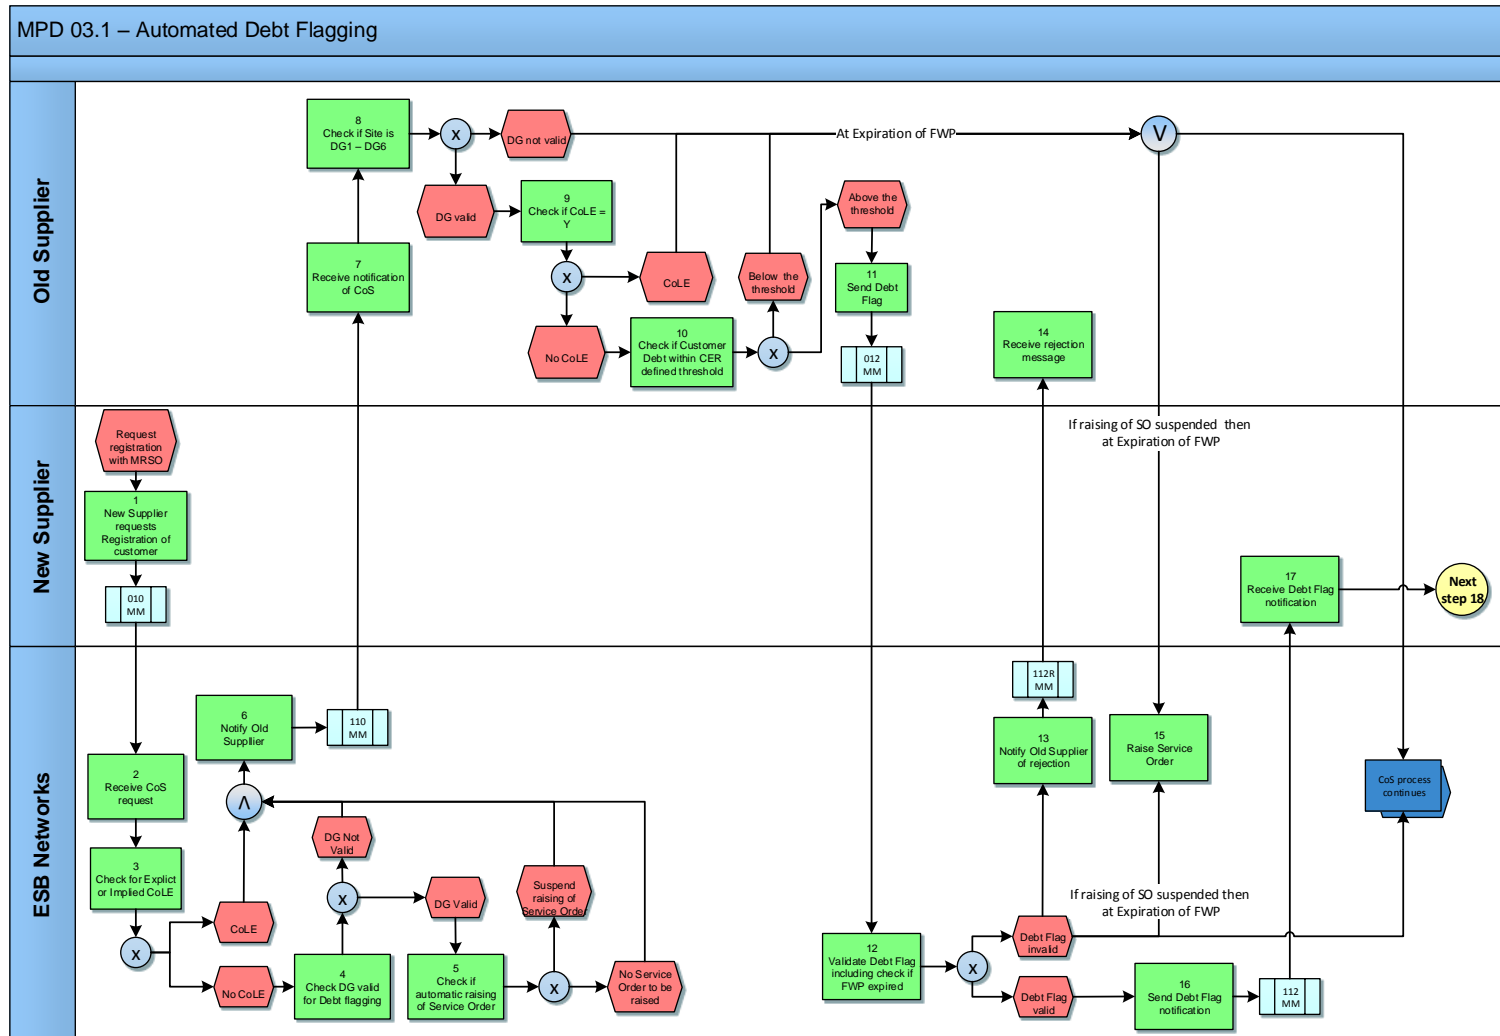 MPD 03.1 – Automated Debt Flagging
Old Supplier
8
Check if Site is
DG1 – DG6
X
DG not valid
At Expiration of FWP
V
DG valid
9
Check if CoLE =
Y
Above the
threshold
7
Receive notification
of CoS
X
CoLE
Below the
threshold
11
Send Debt
Flag
No CoLE
10
Check if Customer
Debt within CER
defined threshold
X
012
MM
14
Receive rejection
message
New Supplier
Request
registration
with MRSO
If raising of SO suspended then
at Expiration of FWP
1
New Supplier
requests
Registration of
customer
010
MM
17
Receive Debt Flag
notification
Next
step 18
ESB Networks
6
Notify Old
Suppllier
110
MM
112R
MM
13
Notify Old Supplier
of rejection
15
Raise Service
Order
2
Receive CoS
request
Λ
CoS process
continues
DG Not
Valid
3
Check for Explict
or Implied CoLE
X
DG Valid
Suspend
raising of
Service Order
If raising of SO suspended then
at Expiration of FWP
CoLE
X
No CoLE
4
Check DG valid
for Debt flagging
5
Check if
automatic raising
of Service Order
X
No Service
Order to be
raised
12
Validate Debt Flag
including check if
FWP expired
X
Debt Flag
invalid
Debt Flag
valid
16
Send Debt Flag
notification
112
MM